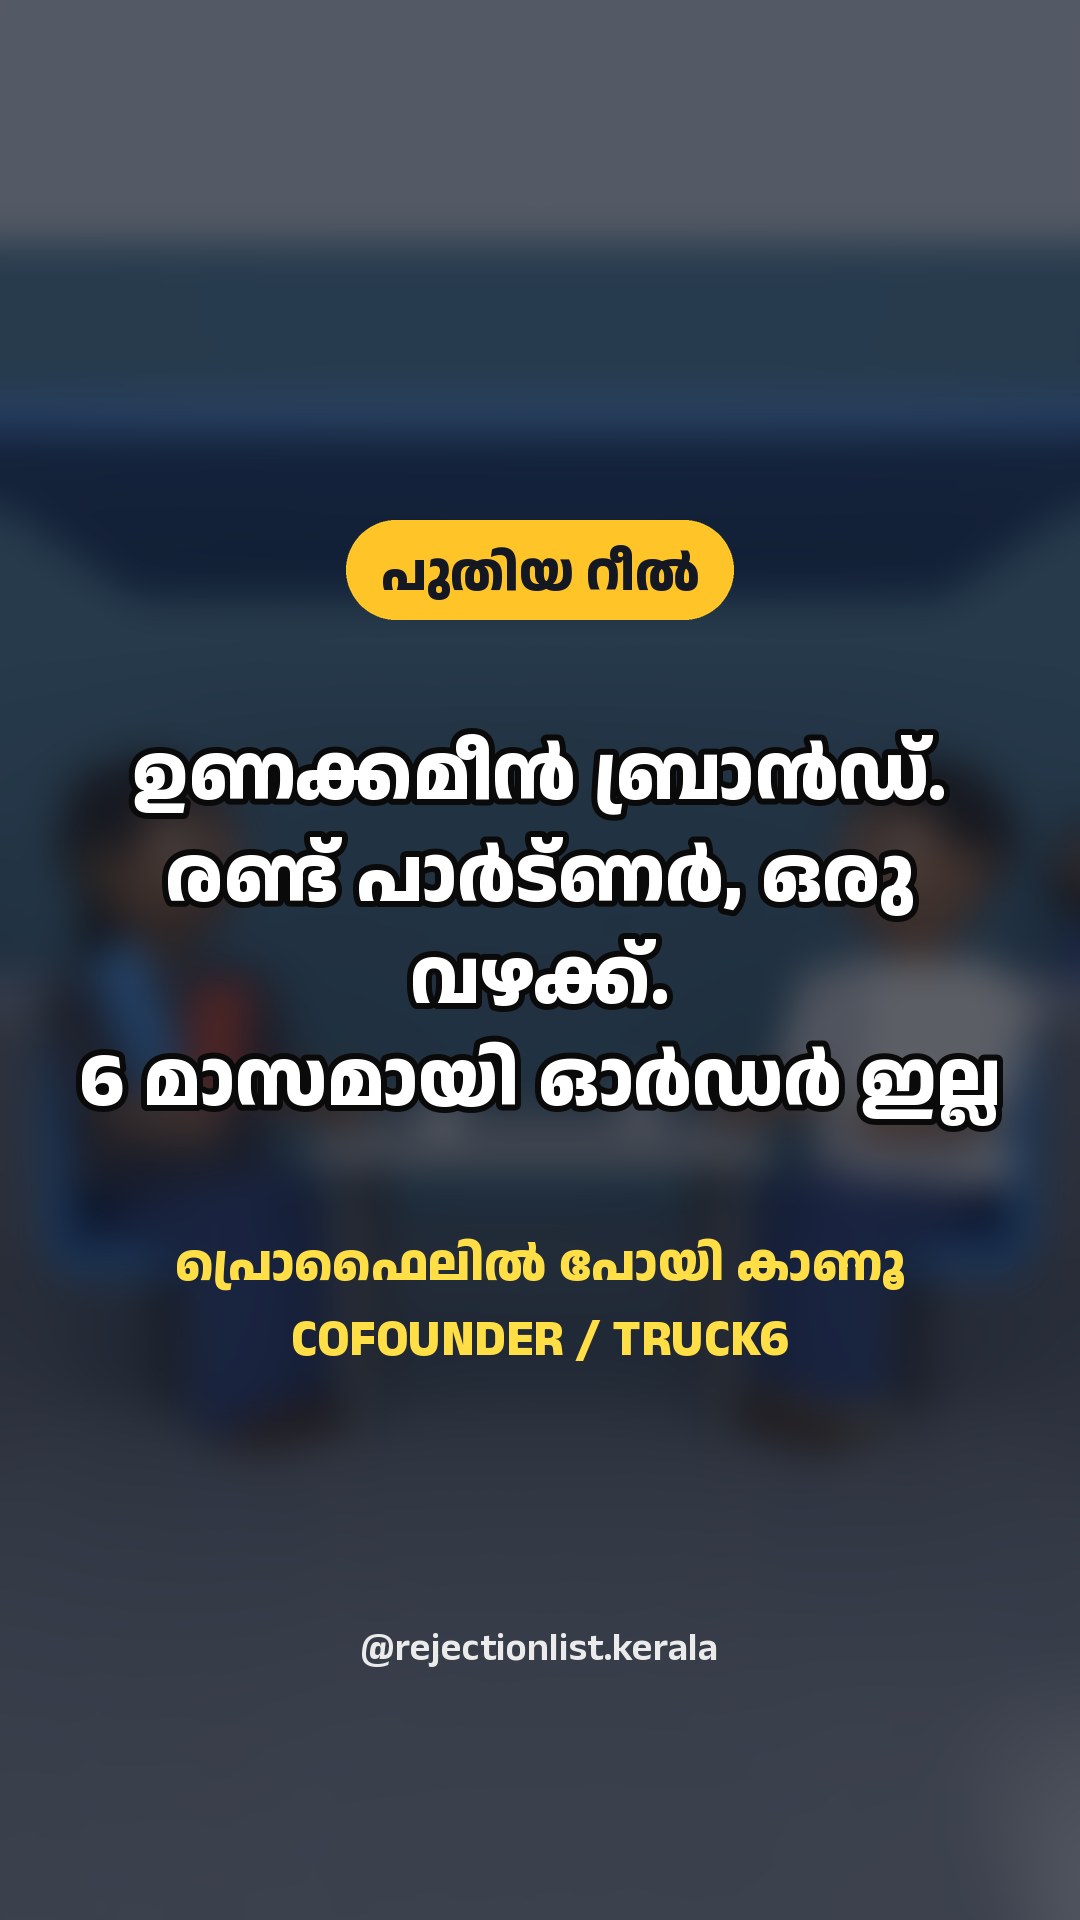 പുതിയ റീൽ
ഉണക്കമീൻ ബ്രാൻഡ്.
രണ്ട് പാർട്ണർ, ഒരു
വഴക്ക്.
6 മാസമായി ഓർഡർ ഇല്ല
പ്രൊഫൈലിൽ പോയി കാണൂ
COFOUNDER / TRUCK6
@rejectionlist.kerala